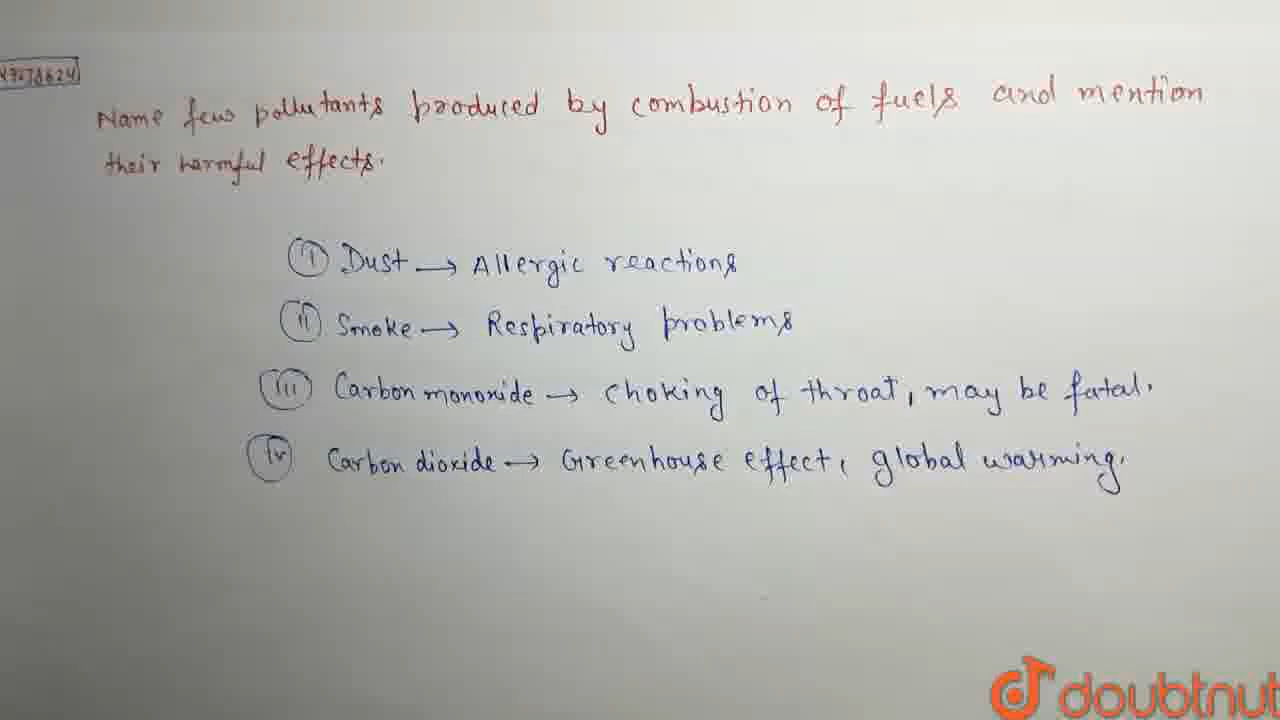 Name few pollutants produced by combustion of fuels and mention
their harmful effects.
(i) Dust → Allergic reactions
(ii) Smoke → Respiratory problems
(iii) Carbon monoxide → Choking of throat, may be fatal.
(iv) Carbon dioxide → Greenhouse effect, global warming.
doubtnut